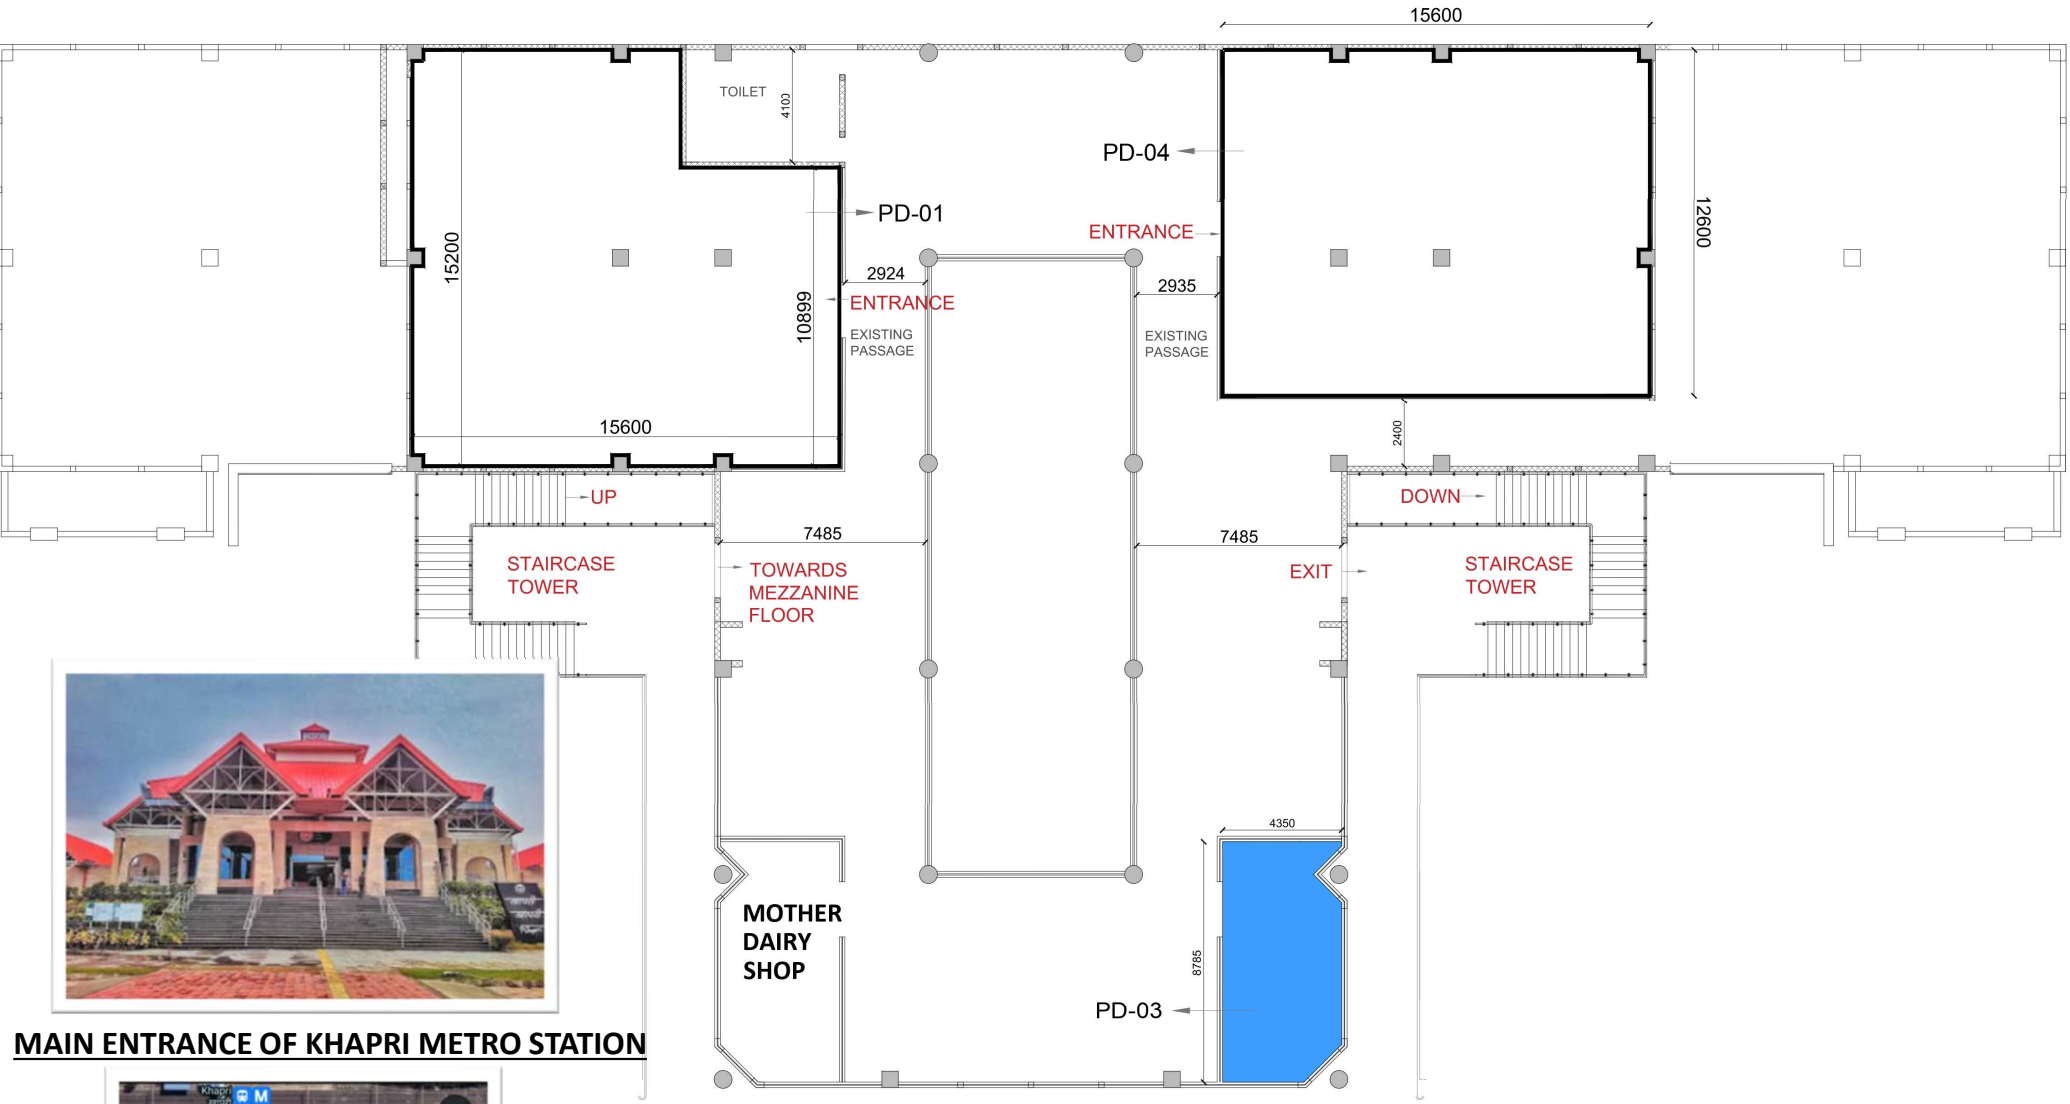 15600
TOILET
4100
PD-04
PD-01
15200
12600
ENTRANCE
2924
2935
ENTRANCE
10899
EXISTING
PASSAGE
EXISTING
PASSAGE
15600
2400
UP
DOWN
7485
7485
STAIRCASE
TOWER
TOWARDS
MEZZANINE
FLOOR
EXIT
STAIRCASE
TOWER
4350
MOTHER
DAIRY
SHOP
8785
PD-03
MAIN ENTRANCE OF KHAPRI METRO STATION
Khapri
M